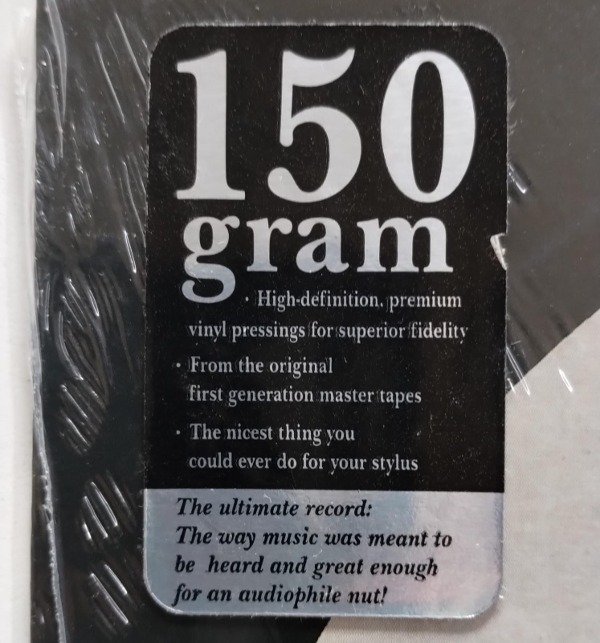 150
gram
· High-definition, premium
vinyl pressings for superior fidelity
· From the original
first generation master tapes
· The nicest thing you
could ever do for your stylus
The ultimate record:
The way music was meant to
be heard and great enough
for an audiophile nut!